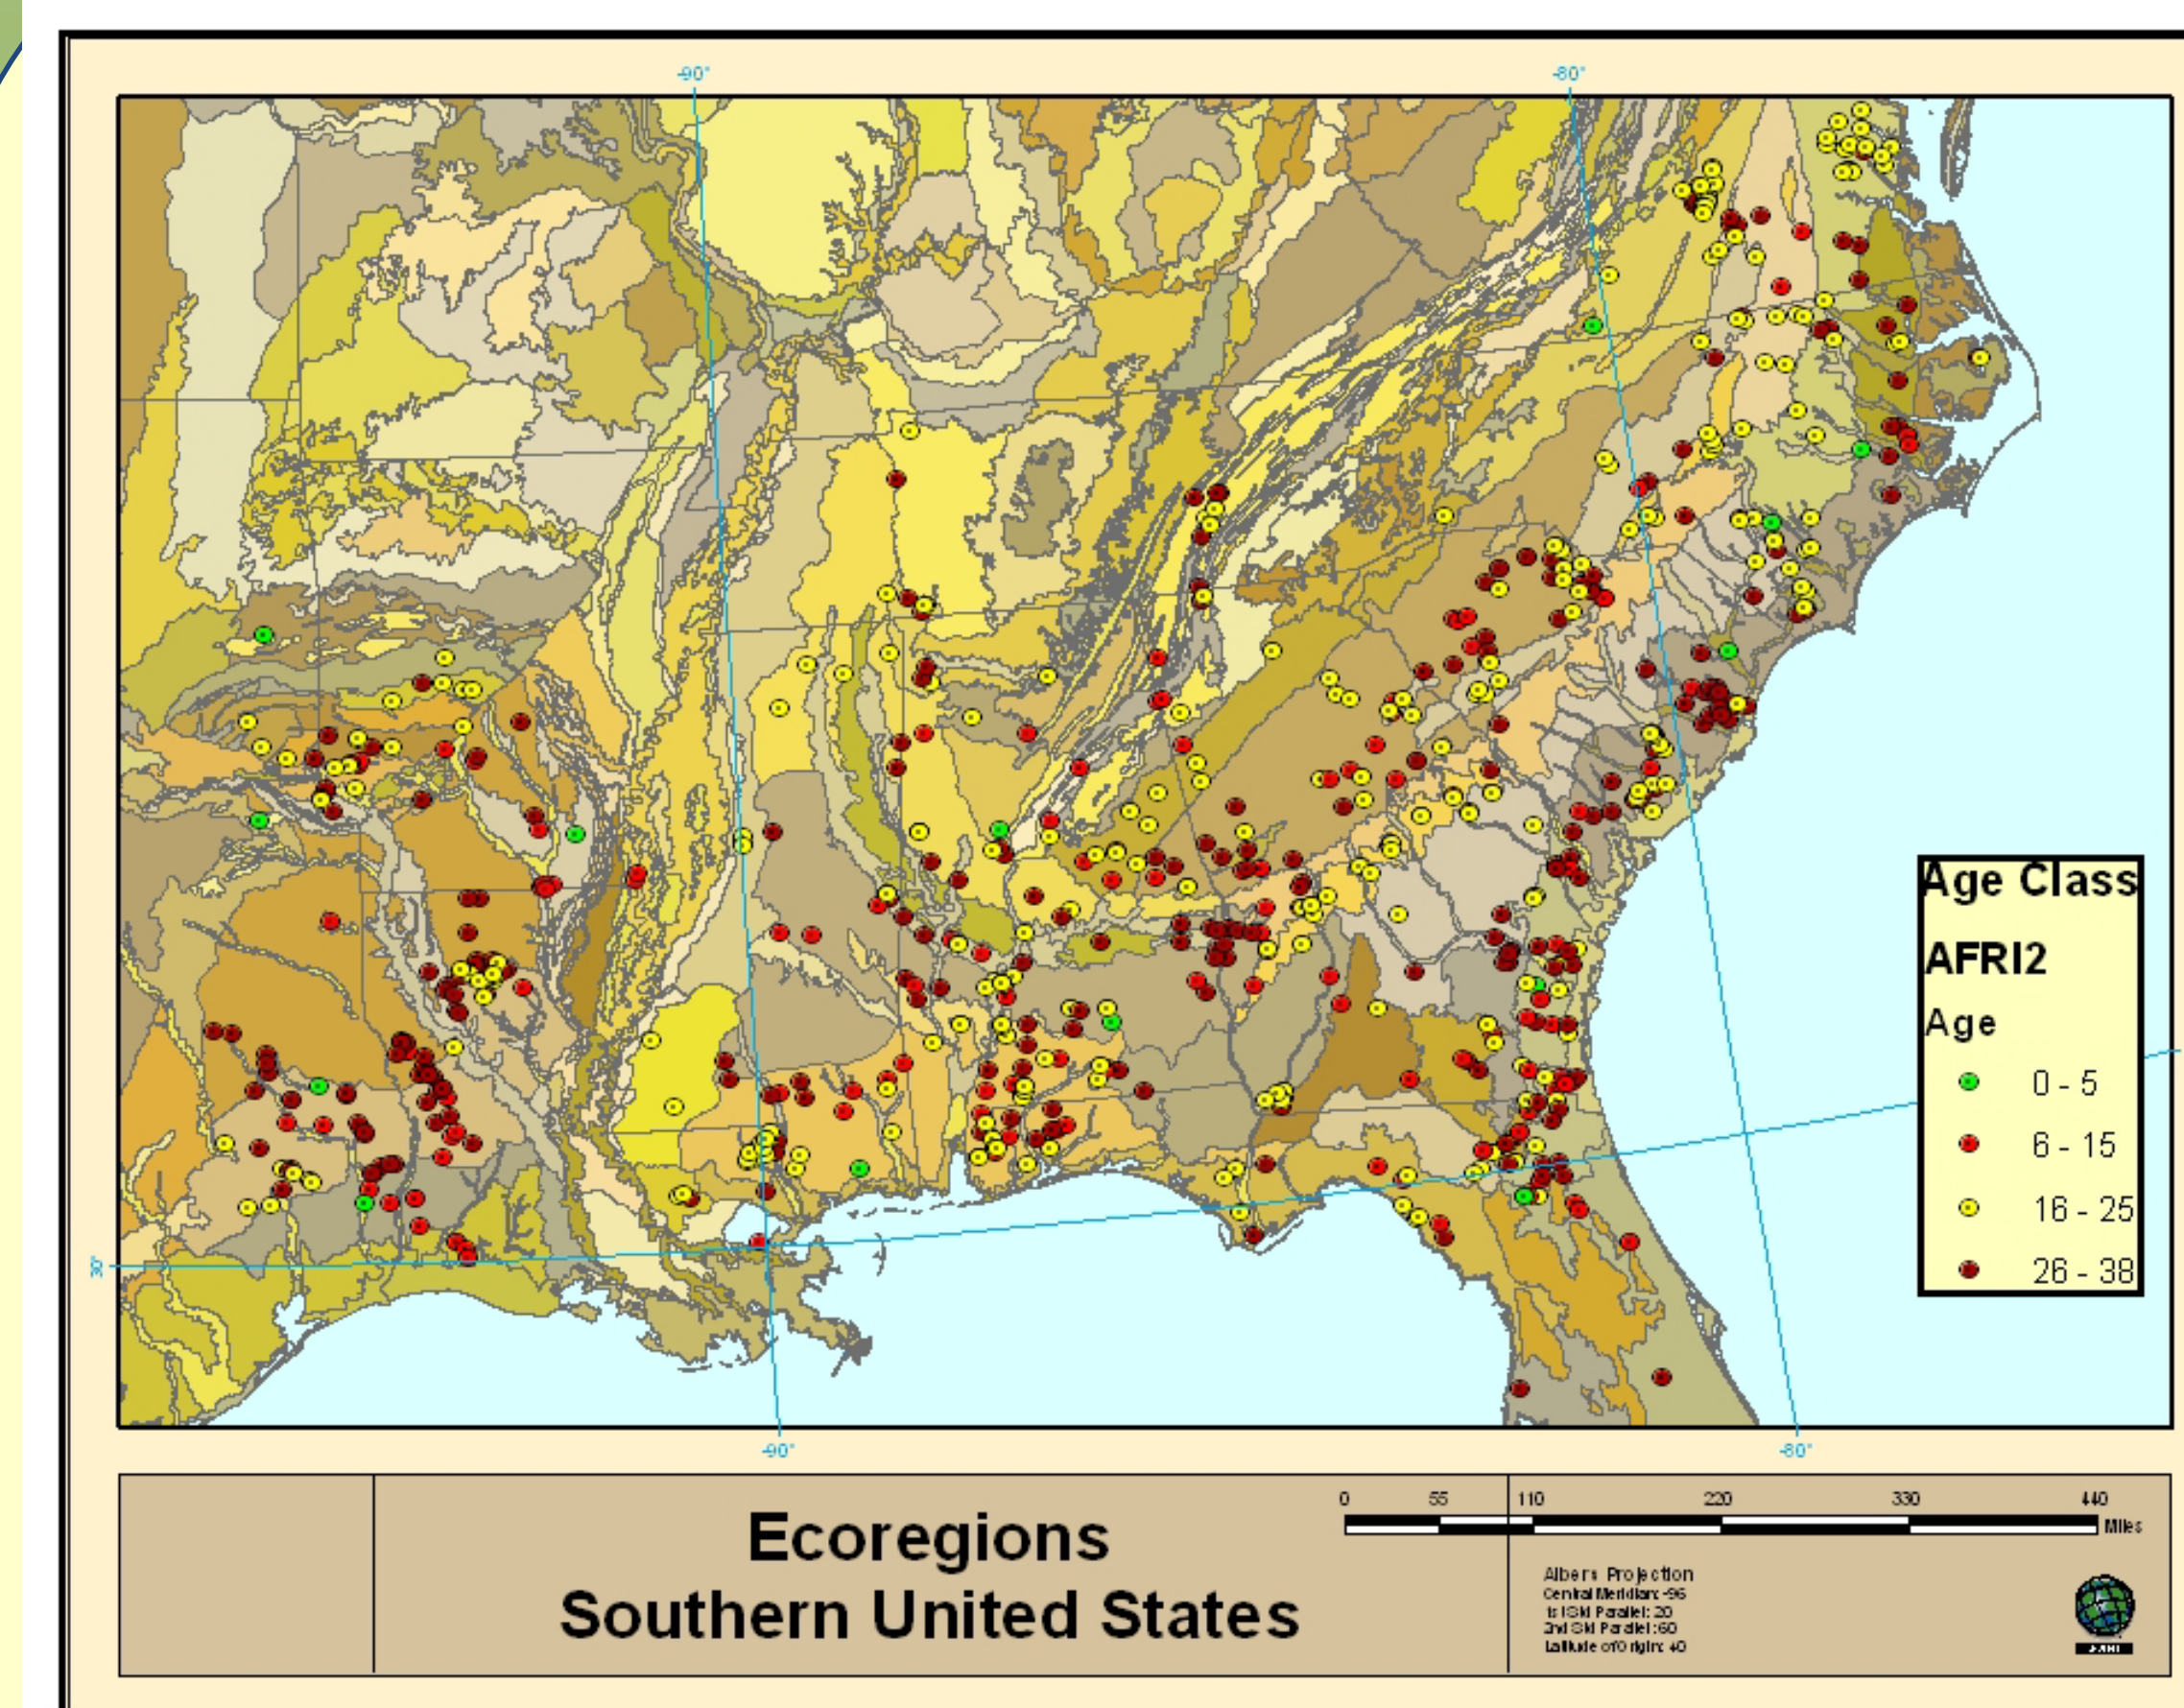 -90°
-80°
Age Class
AFRI2
Age
0 - 5
6 - 15
16 - 25
26 - 38
30°
-90°
-80°
Ecoregions
Southern United States
0 55 110 220 330 440
Miles
Albers Projection
Central Meridian: -96
1st Std Parallel: 20
2nd Std Parallel: 60
Latitude of Origin: 40